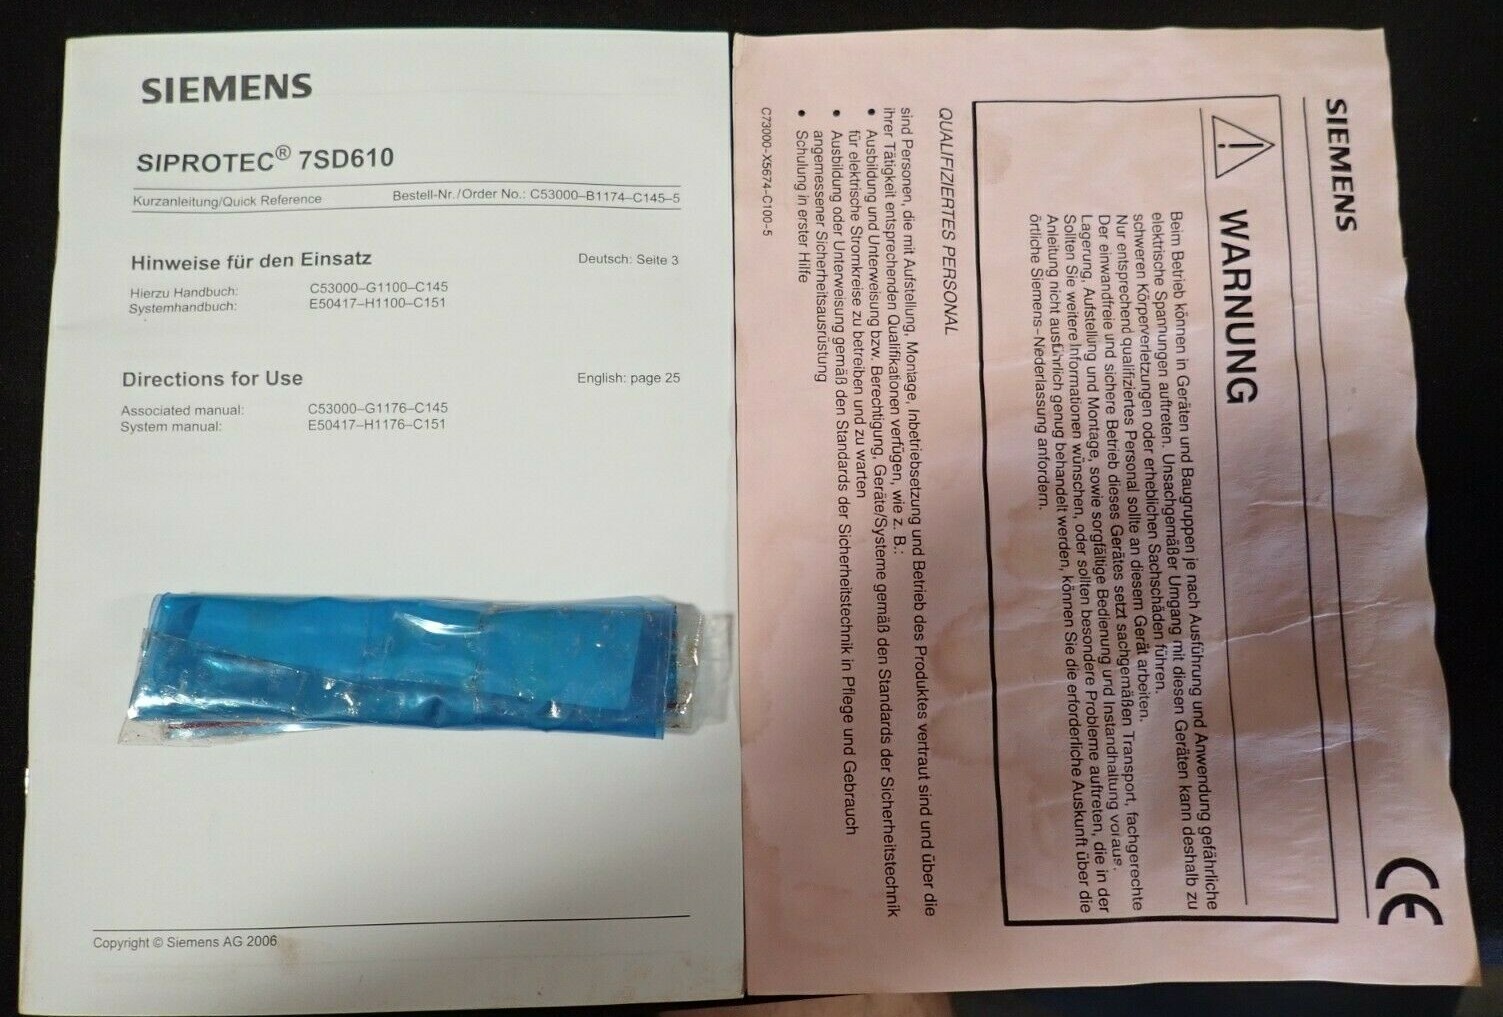 SIEMENS
SIPROTEC® 7SD610
Kurzanleitung/Quick Reference Bestell-Nr./Order No.: C53000–B1174–C145–5
Hinweise für den Einsatz Deutsch: Seite 3
Hierzu Handbuch: C53000–G1100–C145
Systemhandbuch: E50417–H1100–C151
Directions for Use English: page 25
Associated manual: C53000–G1176–C145
System manual: E50417–H1176–C151
Copyright © Siemens AG 2006
SIEMENS
CE
WARNUNG
Beim Betrieb können in Geräten und Baugruppen je nach Ausführung und Anwendung gefährliche
elektrische Spannungen auftreten. Unsachgemäßer Umgang mit diesen Geräten kann deshalb zu
schweren Körperverletzungen oder erheblichen Sachschäden führen.
Nur entsprechend qualifiziertes Personal sollte an diesem Gerät arbeiten.
Der einwandfreie und sichere Betrieb dieses Gerätes setzt sachgemäßen Transport, fachgerechte
Lagerung, Aufstellung und Montage, sowie sorgfältige Bedienung und Instandhaltung voraus.
Sollten Sie weitere Informationen wünschen, oder sollten besondere Probleme auftreten, die in der
Anleitung nicht ausführlich genug behandelt werden, können Sie die erforderliche Auskunft über die
örtliche Siemens–Niederlassung anfordern.
QUALIFIZIERTES PERSONAL
sind Personen, die mit Aufstellung, Montage, Inbetriebsetzung und Betrieb des Produktes vertraut sind und über die
ihrer Tätigkeit entsprechenden Qualifikationen verfügen, wie z. B.:
• Ausbildung und Unterweisung bzw. Berechtigung, Geräte/Systeme gemäß den Standards der Sicherheitstechnik
für elektrische Stromkreise zu betreiben und zu warten
• Ausbildung oder Unterweisung gemäß den Standards der Sicherheitstechnik in Pflege und Gebrauch
angemessener Sicherheitsausrüstung
• Schulung in erster Hilfe
C73000-X5674-C100-5